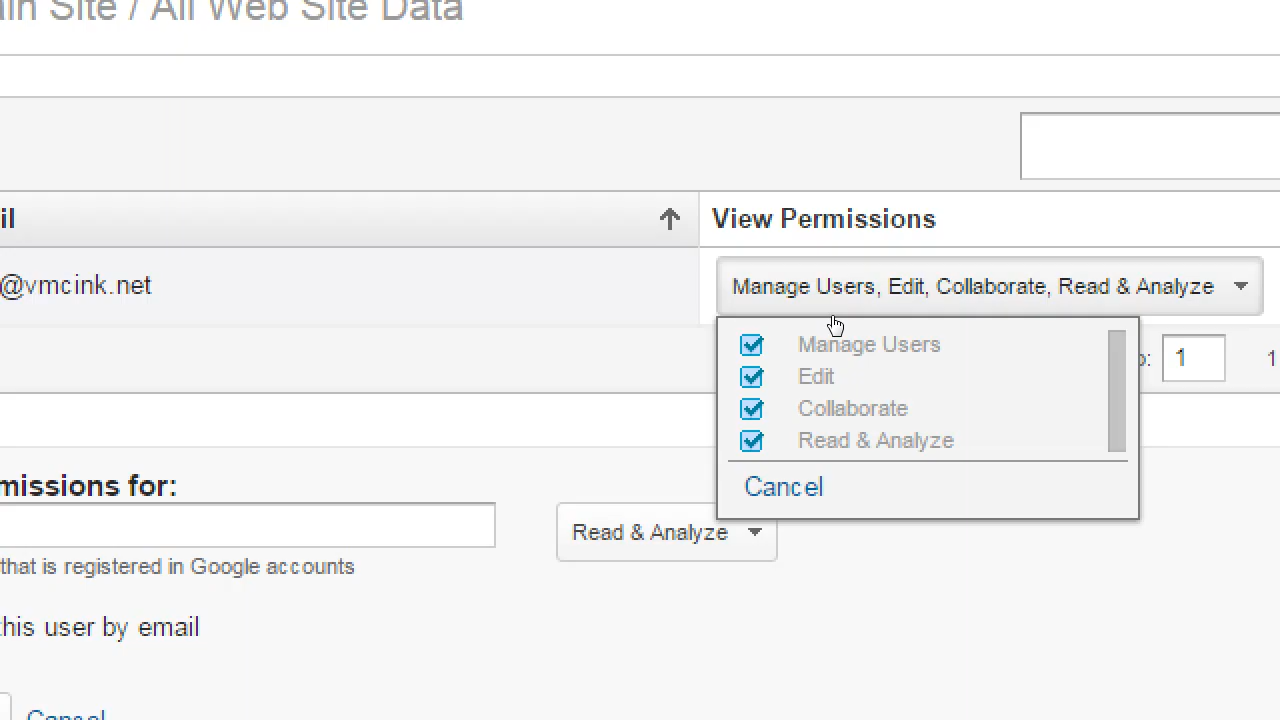 ain Site / All Web Site Data
il
View Permissions
@vmcink.net
Manage Users, Edit, Collaborate, Read & Analyze
Manage Users
Edit
Collaborate
Read & Analyze
Cancel
o: 1 1
missions for:
Read & Analyze
that is registered in Google accounts
this user by email
Cancel